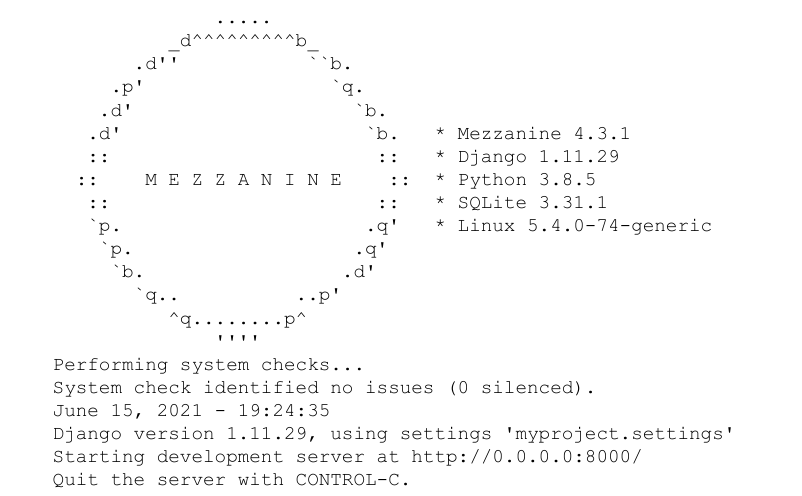 .....
          _d^^^^^^^^^b_
       .d''           ``b.
     .p'                `q.
    .d'                   `b.
   .d'                     `b.   * Mezzanine 4.3.1
   ::                       ::   * Django 1.11.29
  ::    M E Z Z A N I N E    ::  * Python 3.8.5
   ::                       ::   * SQLite 3.31.1
   `p.                     .q'   * Linux 5.4.0-74-generic
    `p.                   .q'
     `b.                 .d'
       `q..          ..p'
          ^q........p^
              ''''
Performing system checks...
System check identified no issues (0 silenced).
June 15, 2021 - 19:24:35
Django version 1.11.29, using settings 'myproject.settings'
Starting development server at http://0.0.0.0:8000/
Quit the server with CONTROL-C.